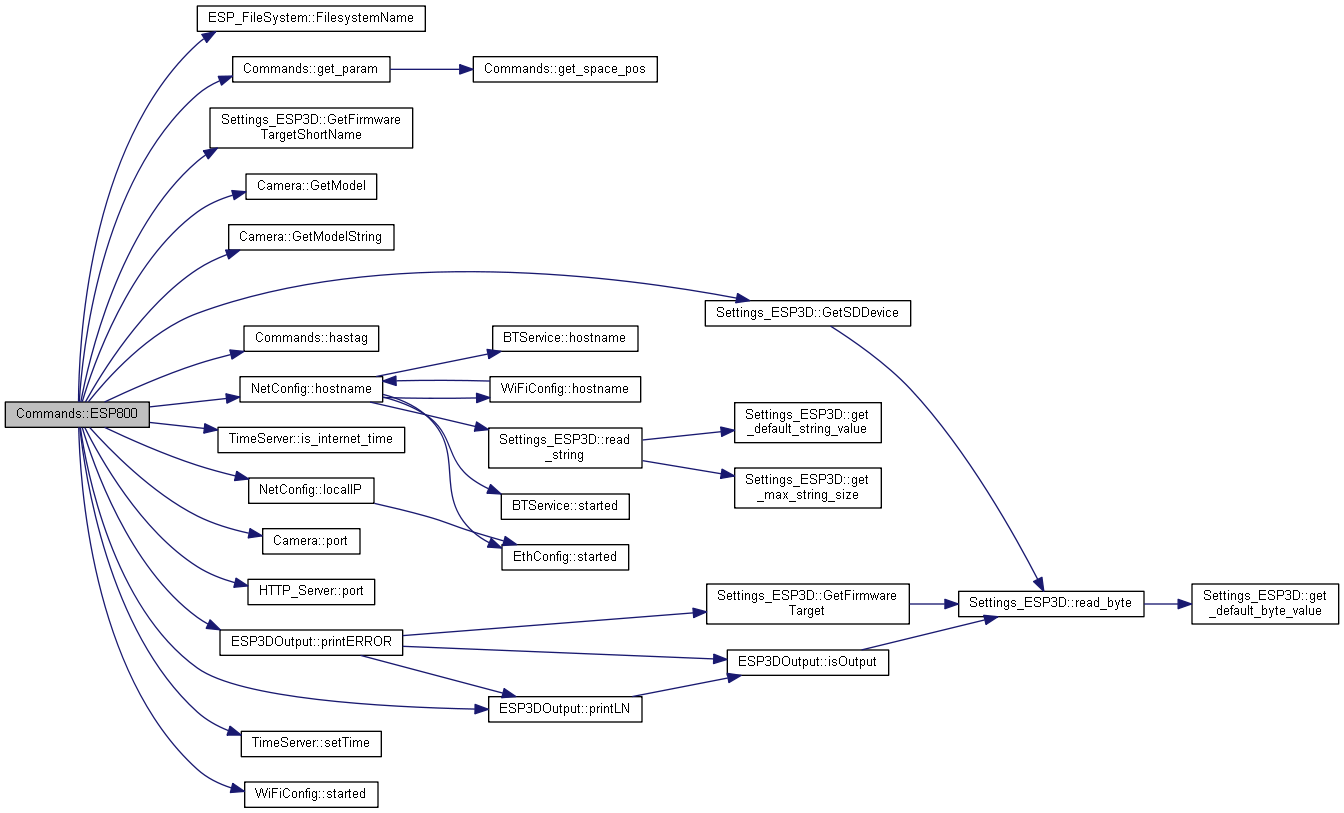 ESP_FileSystem::FilesystemName
Commands::get_param
Commands::get_space_pos
Settings_ESP3D::GetFirmware
TargetShortName
Camera::GetModel
Camera::GetModelString
Settings_ESP3D::GetSDDevice
Commands::hastag
BTService::hostname
NetConfig::hostname
WiFiConfig::hostname
Commands::ESP800
TimeServer::is_internet_time
Settings_ESP3D::read
_string
Settings_ESP3D::get
_default_string_value
Settings_ESP3D::get
_max_string_size
NetConfig::localIP
BTService::started
Camera::port
EthConfig::started
HTTP_Server::port
Settings_ESP3D::GetFirmware
Target
Settings_ESP3D::read_byte
Settings_ESP3D::get
_default_byte_value
ESP3DOutput::printERROR
ESP3DOutput::isOutput
ESP3DOutput::printLN
TimeServer::setTime
WiFiConfig::started